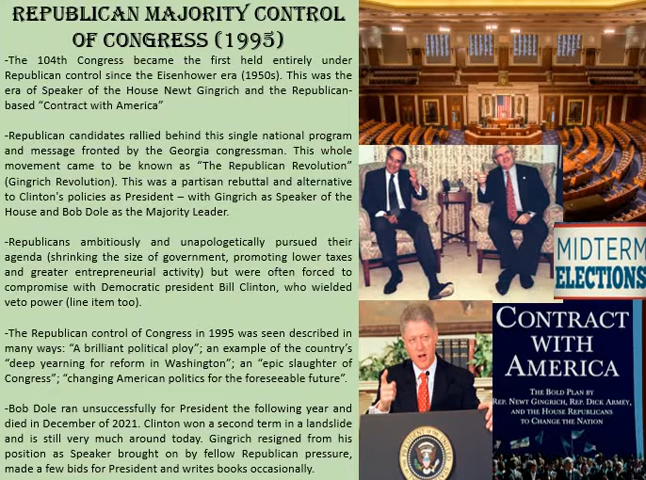 REPUBLICAN MAJORITY CONTROL
OF CONGRESS (1995)
-The 104th Congress became the first held entirely under
Republican control since the Eisenhower era (1950s). This was the
era of Speaker of the House Newt Gingrich and the Republican-
based “Contract with America”
-Republican candidates rallied behind this single national program
and message fronted by the Georgia congressman. This whole
movement came to be known as “The Republican Revolution”
(Gingrich Revolution). This was a partisan rebuttal and alternative
to Clinton's policies as President – with Gingrich as Speaker of the
House and Bob Dole as the Majority Leader.
-Republicans ambitiously and unapologetically pursued their
agenda (shrinking the size of government, promoting lower taxes
and greater entrepreneurial activity) but were often forced to
compromise with Democratic president Bill Clinton, who wielded
veto power (line item too).
-The Republican control of Congress in 1995 was seen described in
many ways: “A brilliant political ploy”; an example of the country’s
“deep yearning for reform in Washington”; an “epic slaughter of
Congress”; “changing American politics for the foreseeable future”.
-Bob Dole ran unsuccessfully for President the following year and
died in December of 2021. Clinton won a second term in a landslide
and is still very much around today. Gingrich resigned from his
position as Speaker brought on by fellow Republican pressure,
made a few bids for President and writes books occasionally.
MIDTERM
ELECTIONS
CONTRACT
WITH
AMERICA
THE BOLD PLAN BY
REP. NEWT GINGRICH, REP. DICK ARMEY,
AND THE HOUSE REPUBLICANS
TO CHANGE THE NATION